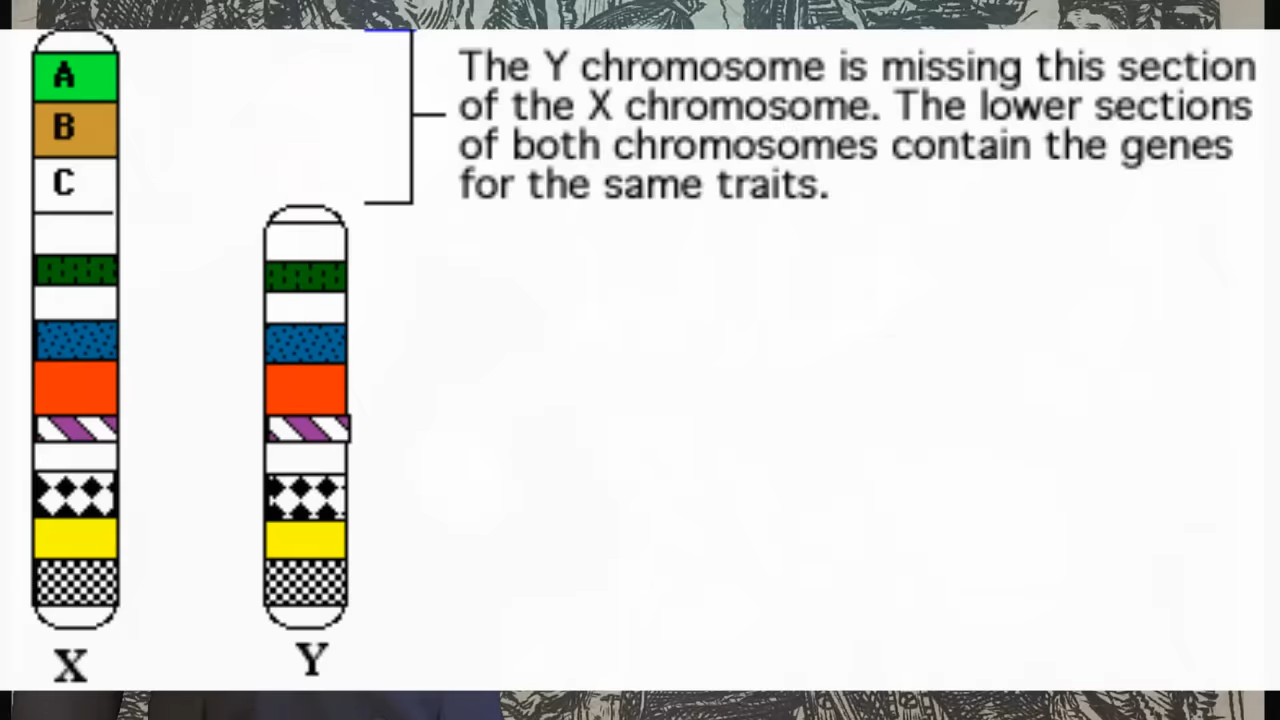 A
B
C
The Y chromosome is missing this section
of the X chromosome. The lower sections
of both chromosomes contain the genes
for the same traits.
X
Y